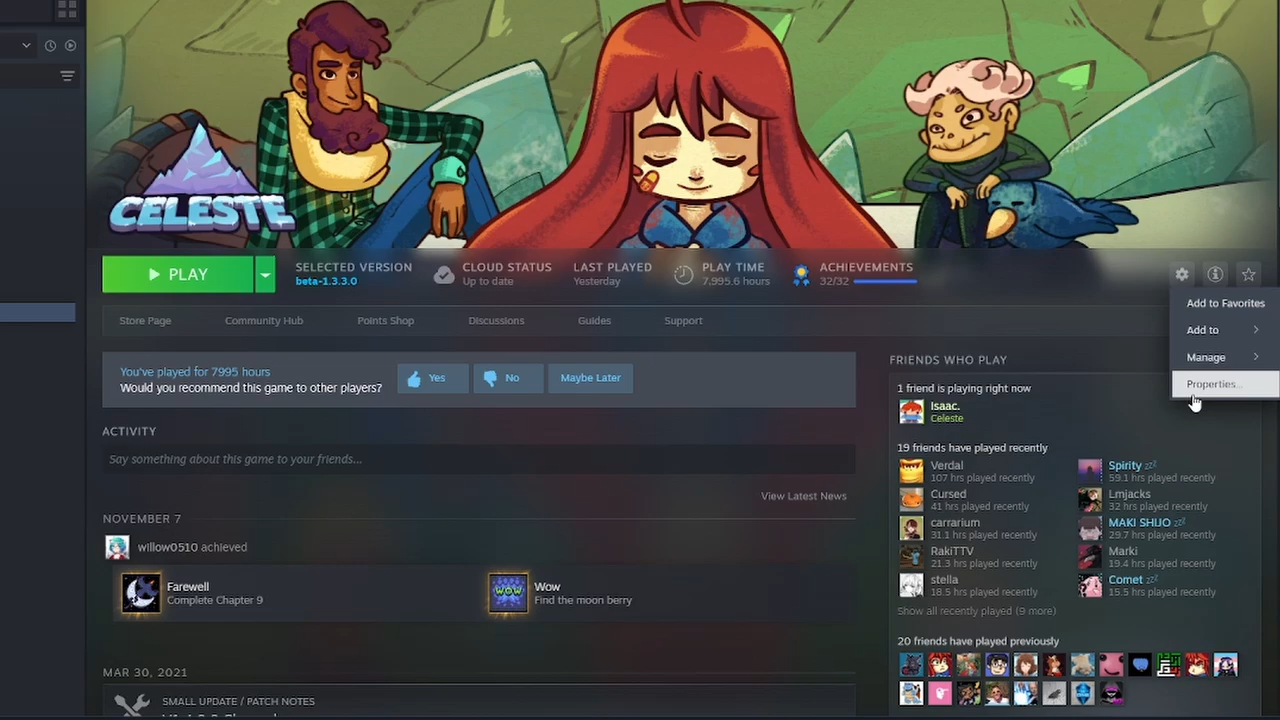 CELESTE
PLAY
SELECTED VERSION
beta-1.3.3.0
CLOUD STATUS
Up to date
LAST PLAYED
Yesterday
PLAY TIME
7,995.6 hours
ACHIEVEMENTS
32/32
Add to Favorites
Add to
Manage
Properties...
Store Page
Community Hub
Points Shop
Discussions
Guides
Support
You've played for 7995 hours
Would you recommend this game to other players?
Yes
No
Maybe Later
ACTIVITY
Say something about this game to your friends...
View Latest News
NOVEMBER 7
willow0510 achieved
Farewell
Complete Chapter 9
WOW
Wow
Find the moon berry
MAR 30, 2021
SMALL UPDATE / PATCH NOTES
FRIENDS WHO PLAY
1 friend is playing right now
Isaac.
Celeste
19 friends have played recently
Verdal
107 hrs played recently
Spirity zzz
59.1 hrs played recently
Cursed
41 hrs played recently
Lmjacks
32 hrs played recently
carrarium
31.1 hrs played recently
MAKI SHIJO zzz
29.7 hrs played recently
RakiTTV
21.3 hrs played recently
Marki
19.4 hrs played recently
stella
18.5 hrs played recently
Comet zzz
15.5 hrs played recently
Show all recently played (9 more)
20 friends have played previously